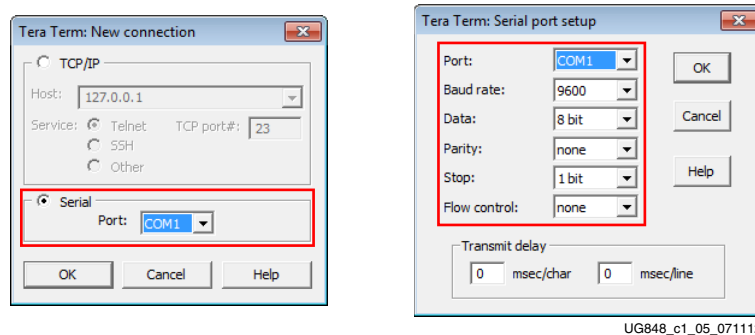 Tera Term: New connection
TCP/IP
Host: 127.0.0.1
Service: Telnet TCP port#: 23
SSH
Other
Serial
Port: COM1
OK Cancel Help
Tera Term: Serial port setup
Port: COM1 OK
Baud rate: 9600
Data: 8 bit Cancel
Parity: none
Stop: 1 bit Help
Flow control: none
Transmit delay
0 msec/char 0 msec/line
UG848_c1_05_07111